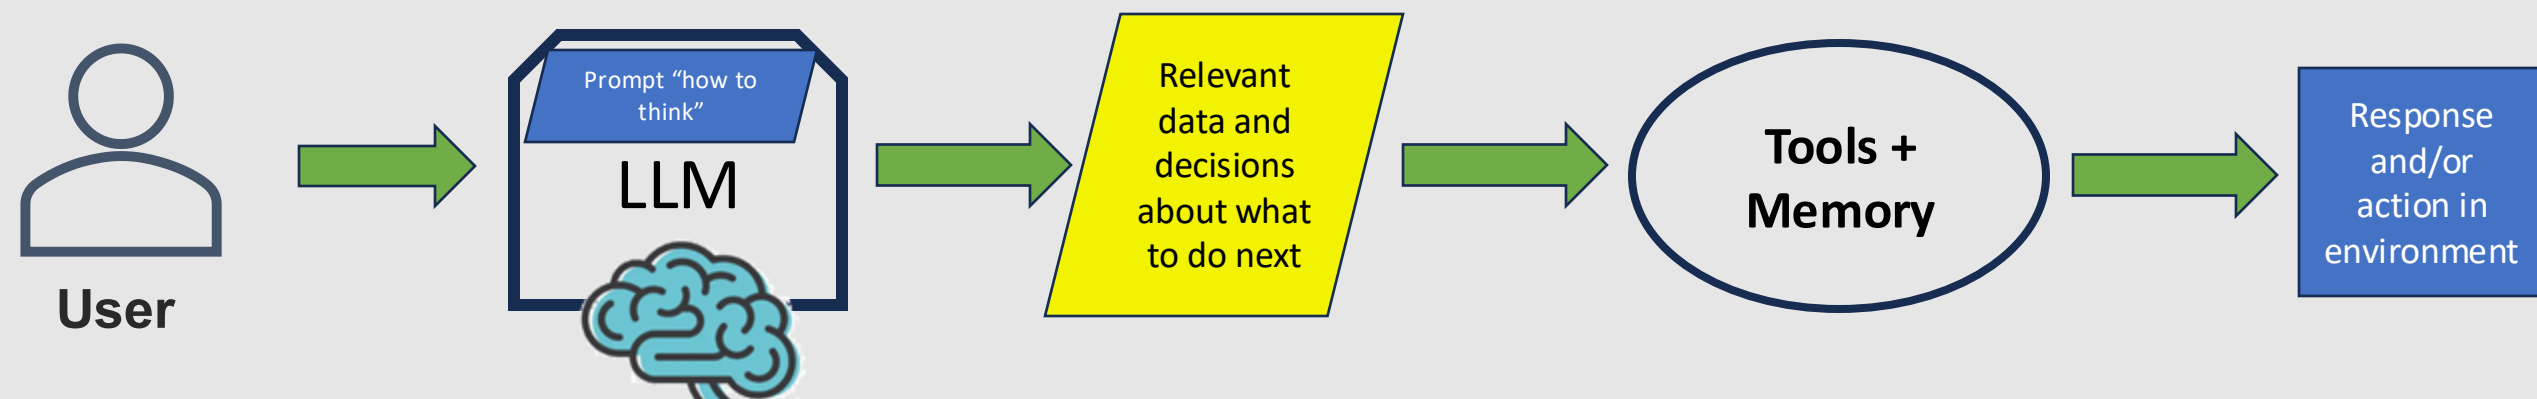 User
Prompt “how to
think”
LLM
Relevant
data and
decisions
about what
to do next
Tools +
Memory
Response
and/or
action in
environment